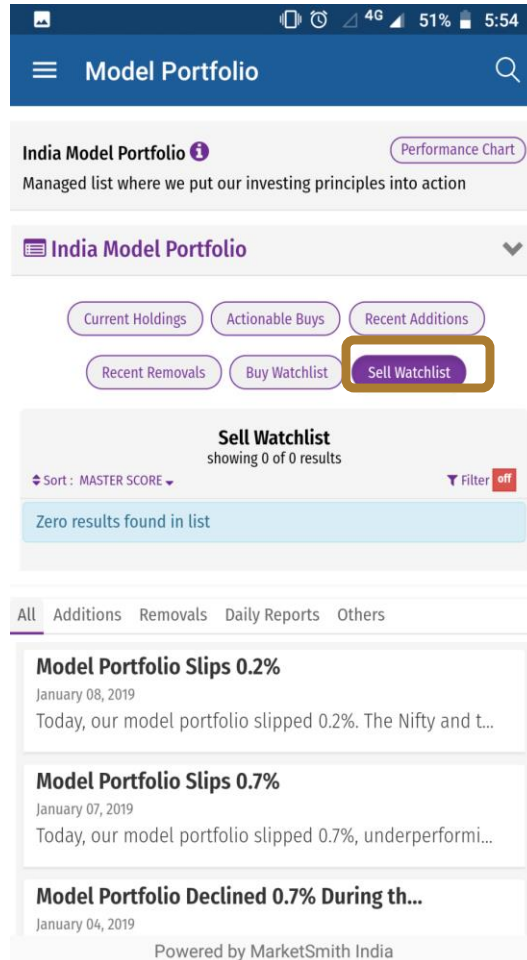 4G 51% 5:54
Model Portfolio
India Model Portfolio
Performance Chart
Managed list where we put our investing principles into action
India Model Portfolio
Current Holdings Actionable Buys Recent Additions
Recent Removals Buy Watchlist Sell Watchlist
Sell Watchlist
showing 0 of 0 results
Sort : MASTER SCORE Filter off
Zero results found in list
All Additions Removals Daily Reports Others
Model Portfolio Slips 0.2%
January 08, 2019
Today, our model portfolio slipped 0.2%. The Nifty and t...
Model Portfolio Slips 0.7%
January 07, 2019
Today, our model portfolio slipped 0.7%, underperformi...
Model Portfolio Declined 0.7% During th...
January 04, 2019
Powered by MarketSmith India